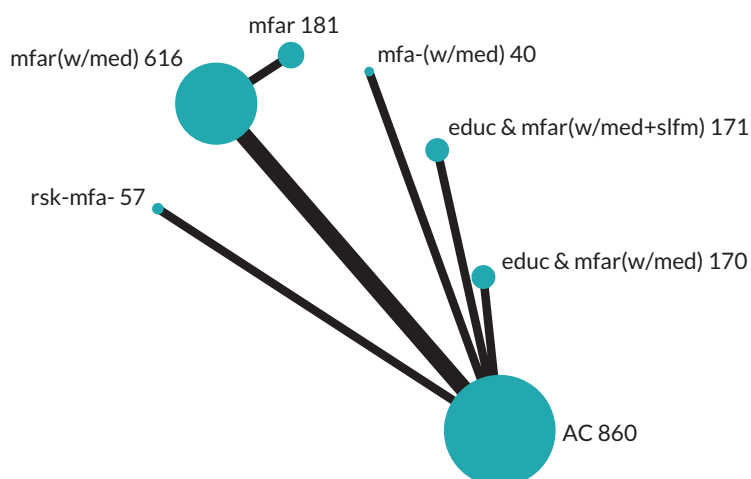 mfar 181
mfar(w/med) 616
mfa-(w/med) 40
educ & mfar(w/med+slfm) 171
rsk-mfa- 57
educ & mfar(w/med) 170
AC 860